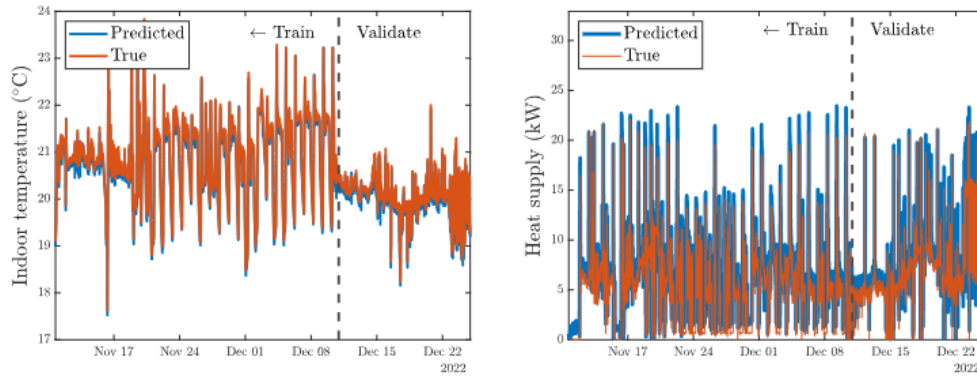 24
23
22
21
20
19
18
17
Indoor temperature (°C)
Predicted
True
← Train
Validate
Nov 17
Nov 24
Dec 01
Dec 08
Dec 15
Dec 22
2022
30
25
20
15
10
5
0
Heat supply (kW)
Predicted
True
← Train
Validate
Nov 17
Nov 24
Dec 01
Dec 08
Dec 15
Dec 22
2022